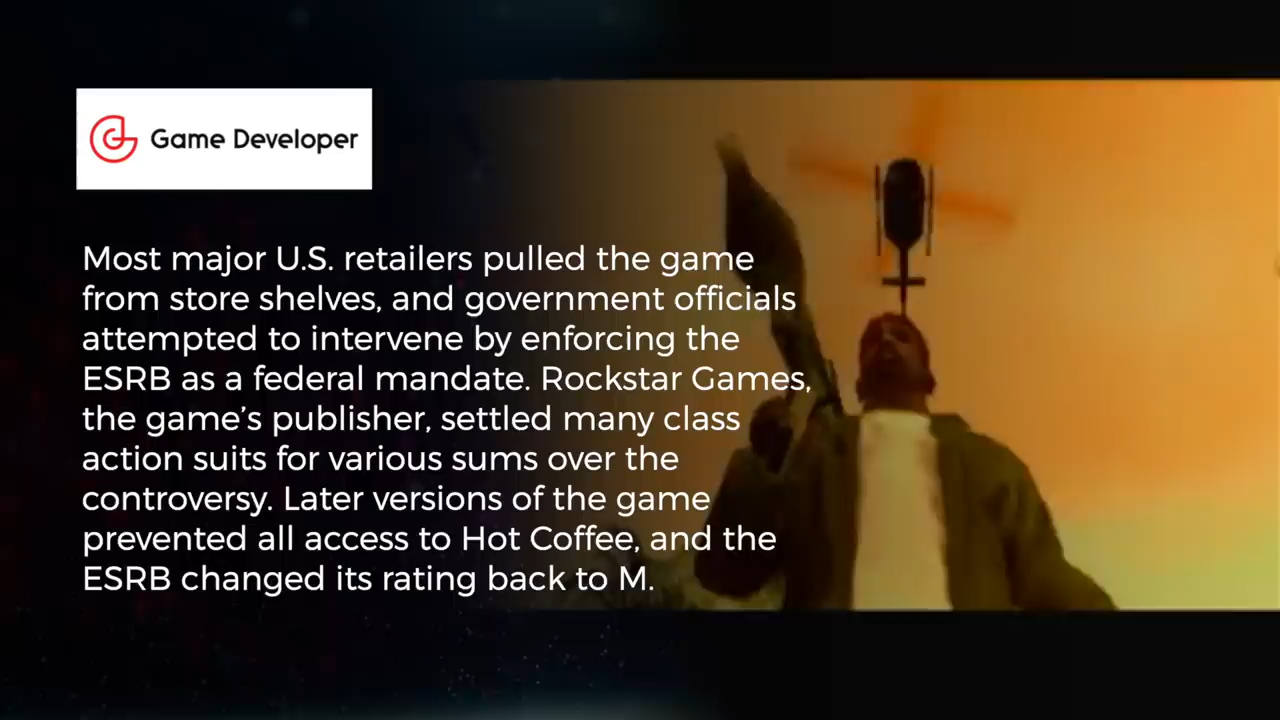 Game Developer
Most major U.S. retailers pulled the game
from store shelves, and government officials
attempted to intervene by enforcing the
ESRB as a federal mandate. Rockstar Games,
the game’s publisher, settled many class
action suits for various sums over the
controversy. Later versions of the game
prevented all access to Hot Coffee, and the
ESRB changed its rating back to M.